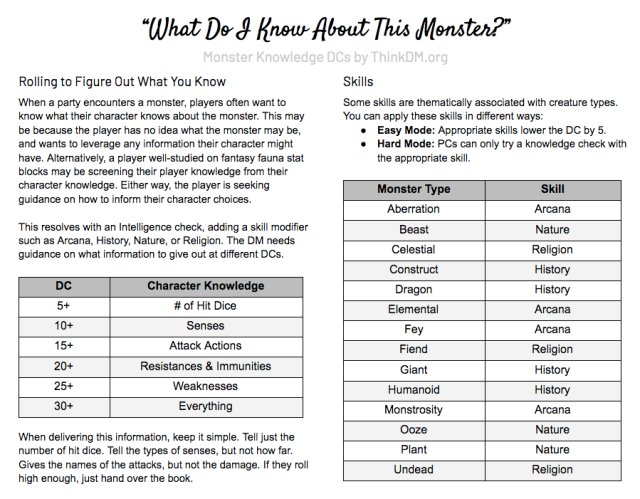 “What Do I Know About This Monster?”
Monster Knowledge DCs by ThinkDM.org
Rolling to Figure Out What You Know
When a party encounters a monster, players often want to
know what their character knows about the monster. This may
be because the player has no idea what the monster may be,
and wants to leverage any information their character might
have. Alternatively, a player well-studied on fantasy fauna stat
blocks may be screening their player knowledge from their
character knowledge. Either way, the player is seeking
guidance on how to inform their character choices.
This resolves with an Intelligence check, adding a skill modifier
such as Arcana, History, Nature, or Religion. The DM needs
guidance on what information to give out at different DCs.
DC Character Knowledge
5+ # of Hit Dice
10+ Senses
15+ Attack Actions
20+ Resistances & Immunities
25+ Weaknesses
30+ Everything
When delivering this information, keep it simple. Tell just the
number of hit dice. Tell the types of senses, but not how far.
Gives the names of the attacks, but not the damage. If they roll
high enough, just hand over the book.
Skills
Some skills are thematically associated with creature types.
You can apply these skills in different ways:
● Easy Mode: Appropriate skills lower the DC by 5.
● Hard Mode: PCs can only try a knowledge check with
the appropriate skill.
Monster Type Skill
Aberration Arcana
Beast Nature
Celestial Religion
Construct History
Dragon History
Elemental Arcana
Fey Arcana
Fiend Religion
Giant History
Humanoid History
Monstrosity Arcana
Ooze Nature
Plant Nature
Undead Religion